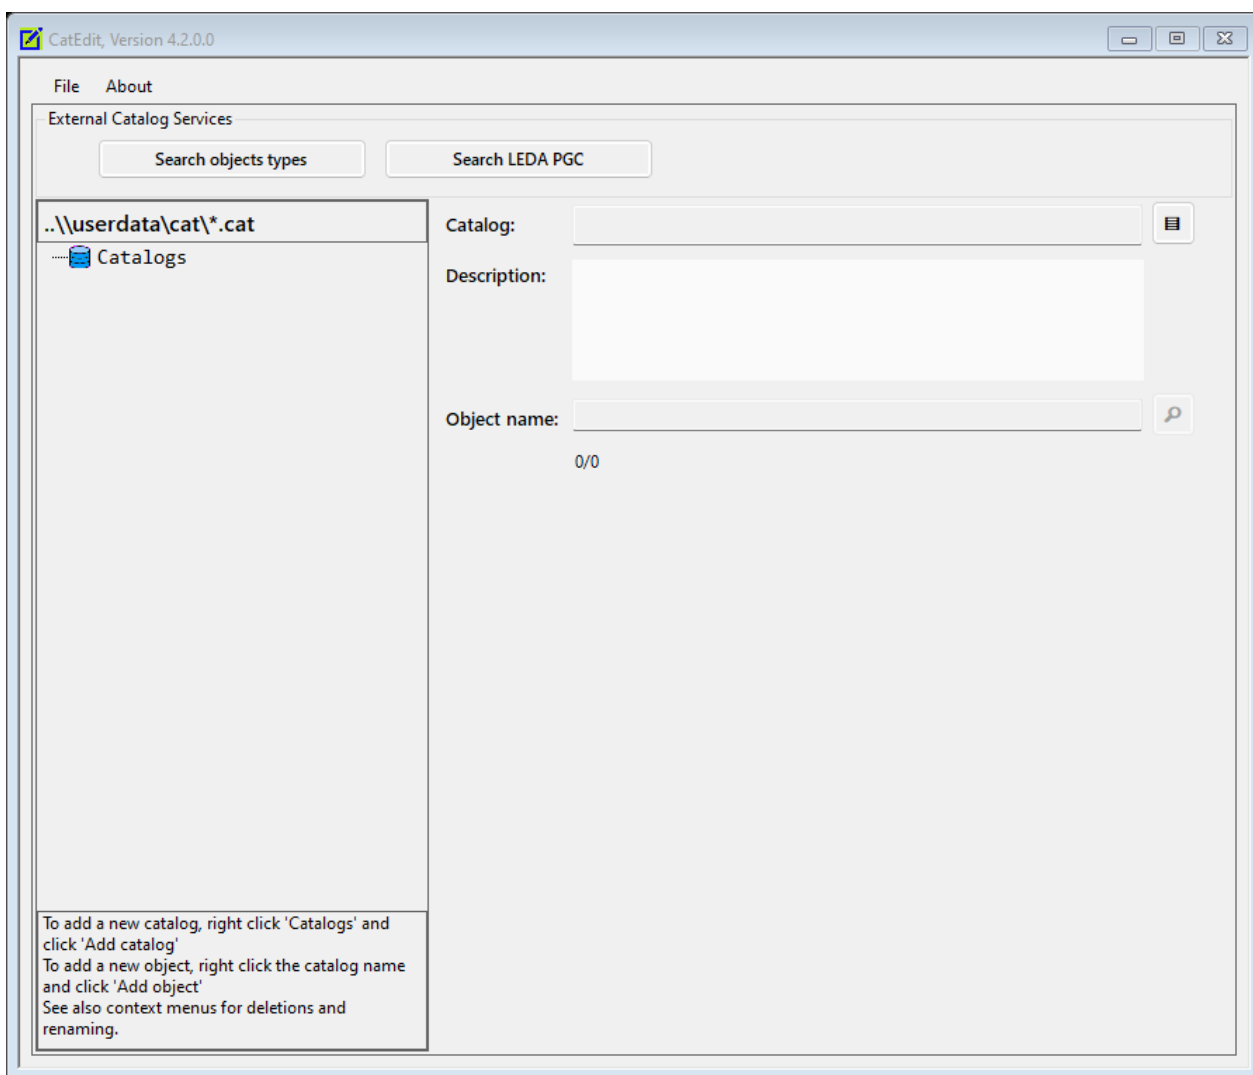 CatEdit, Version 4.2.0.0
File About
External Catalog Services
Search objects types Search LEDA PGC
..\\userdata\cat\*.cat
Catalogs
Catalog:
Description:
Object name:
0/0
To add a new catalog, right click 'Catalogs' and
click 'Add catalog'
To add a new object, right click the catalog name
and click 'Add object'
See also context menus for deletions and
renaming.